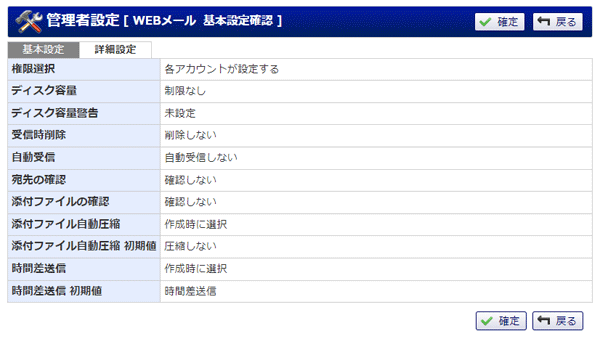 管理者設定 [ WEBメール 基本設定確認 ] 確定 戻る
基本設定 詳細設定
権限選択 各アカウントが設定する
ディスク容量 制限なし
ディスク容量警告 未設定
受信時削除 削除しない
自動受信 自動受信しない
宛先の確認 確認しない
添付ファイルの確認 確認しない
添付ファイル自動圧縮 作成時に選択
添付ファイル自動圧縮 初期値 圧縮しない
時間差送信 作成時に選択
時間差送信 初期値 時間差送信
確定 戻る